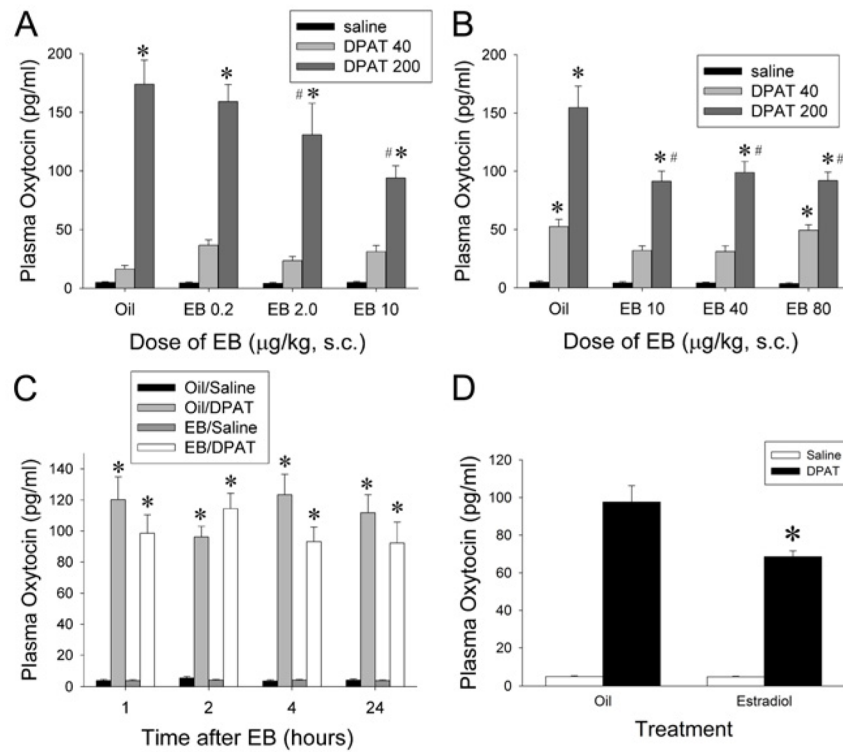 A
saline
DPAT 40
DPAT 200
Plasma Oxytocin (pg/ml)
200
150
100
50
0
*
*
# *
# *
Oil
EB 0.2
EB 2.0
EB 10
Dose of EB (μg/kg, s.c.)
B
saline
DPAT 40
DPAT 200
Plasma Oxytocin (pg/ml)
200
150
100
50
0
*
*
* #
* #
*
* #
Oil
EB 10
EB 40
EB 80
Dose of EB (μg/kg, s.c.)
C
Oil/Saline
Oil/DPAT
EB/Saline
EB/DPAT
Plasma Oxytocin (pg/ml)
140
120
100
80
60
40
20
0
*
*
*
*
*
*
*
*
1
2
4
24
Time after EB (hours)
D
Saline
DPAT
Plasma Oxytocin (pg/ml)
120
100
80
60
40
20
0
*
Oil
Estradiol
Treatment